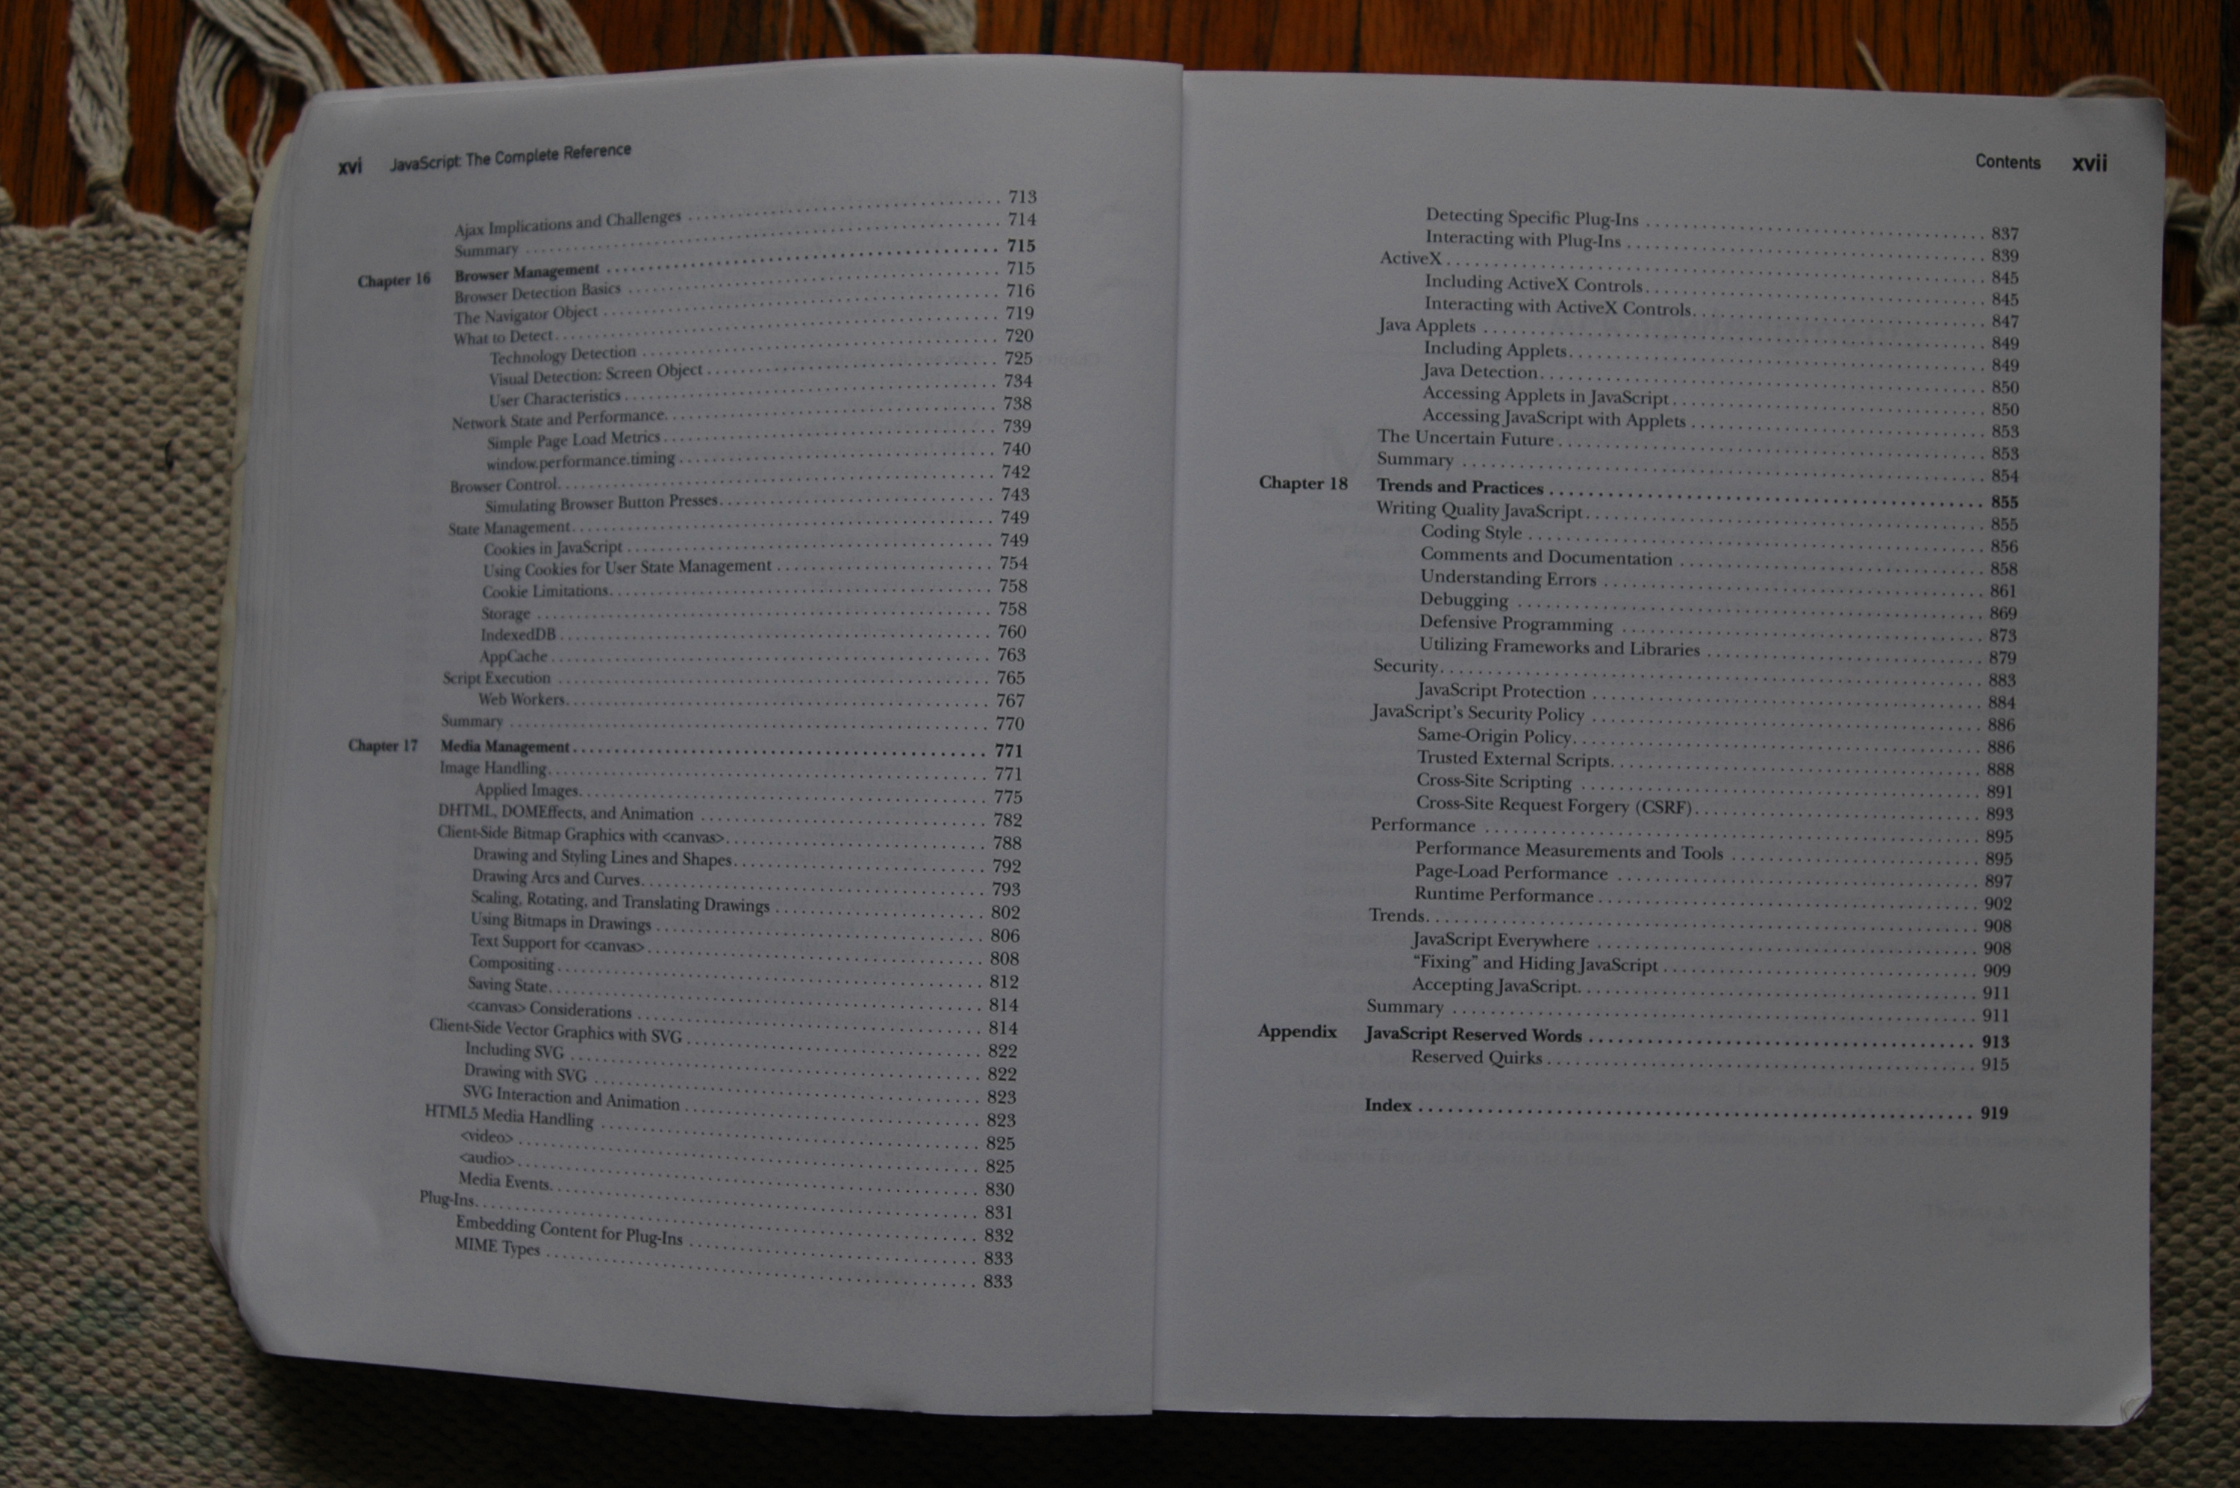 xvi JavaScript: The Complete Reference
Ajax Implications and Challenges 713
Summary 714
Chapter 16 Browser Management 715
Browser Detection Basics 715
The Navigator Object 716
What to Detect 719
Technology Detection 720
Visual Detection: Screen Object 725
User Characteristics 734
Network State and Performance 738
Simple Page Load Metrics 739
window.performance.timing 740
Browser Control 742
Simulating Browser Button Presses 743
State Management 749
Cookies in JavaScript 749
Using Cookies for User State Management 754
Cookie Limitations 758
Storage 758
IndexedDB 760
AppCache 763
Script Execution 765
Web Workers 767
Summary 770
Chapter 17 Media Management 771
Image Handling 771
Applied Images 775
DHTML, DOMEffects, and Animation 782
Client-Side Bitmap Graphics with <canvas> 788
Drawing and Styling Lines and Shapes 792
Drawing Arcs and Curves 793
Scaling, Rotating, and Translating Drawings 802
Using Bitmaps in Drawings 806
Text Support for <canvas> 808
Compositing 812
Saving State 814
<canvas> Considerations 814
Client-Side Vector Graphics with SVG 822
Including SVG 822
Drawing with SVG 823
SVG Interaction and Animation 823
HTML5 Media Handling 825
<video> 825
<audio> 830
Media Events 831
Plug-Ins 832
Embedding Content for Plug-Ins 833
MIME Types 833
Contents xvii
Detecting Specific Plug-Ins 837
Interacting with Plug-Ins 839
ActiveX 845
Including ActiveX Controls 845
Interacting with ActiveX Controls 847
Java Applets 849
Including Applets 849
Java Detection 850
Accessing Applets in JavaScript 850
Accessing JavaScript with Applets 853
The Uncertain Future 853
Summary 854
Chapter 18 Trends and Practices 855
Writing Quality JavaScript 855
Coding Style 856
Comments and Documentation 858
Understanding Errors 861
Debugging 869
Defensive Programming 873
Utilizing Frameworks and Libraries 879
Security 883
JavaScript Protection 884
JavaScript's Security Policy 886
Same-Origin Policy 886
Trusted External Scripts 888
Cross-Site Scripting 891
Cross-Site Request Forgery (CSRF) 893
Performance 895
Performance Measurements and Tools 895
Page-Load Performance 897
Runtime Performance 902
Trends 908
JavaScript Everywhere 908
"Fixing" and Hiding JavaScript 909
Accepting JavaScript 911
Summary 911
Appendix JavaScript Reserved Words 913
Reserved Quirks 915
Index 919